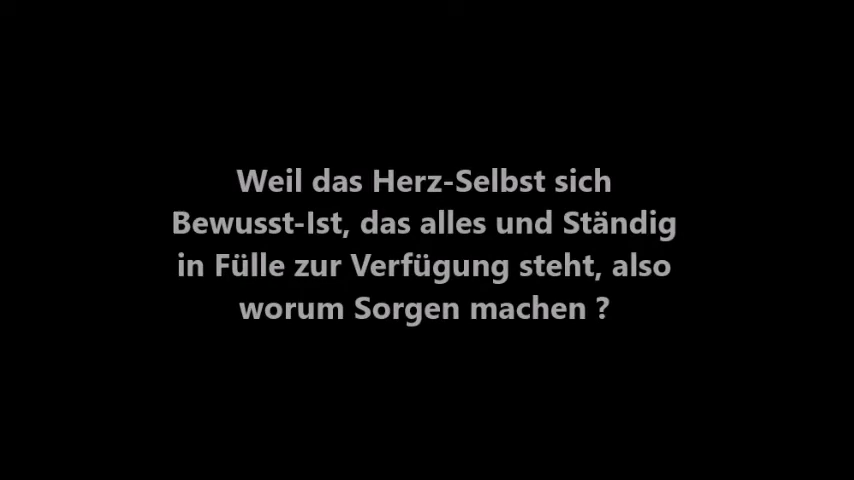 Weil das Herz-Selbst sich
Bewusst-Ist, das alles und Ständig
in Fülle zur Verfügung steht, also
worum Sorgen machen ?